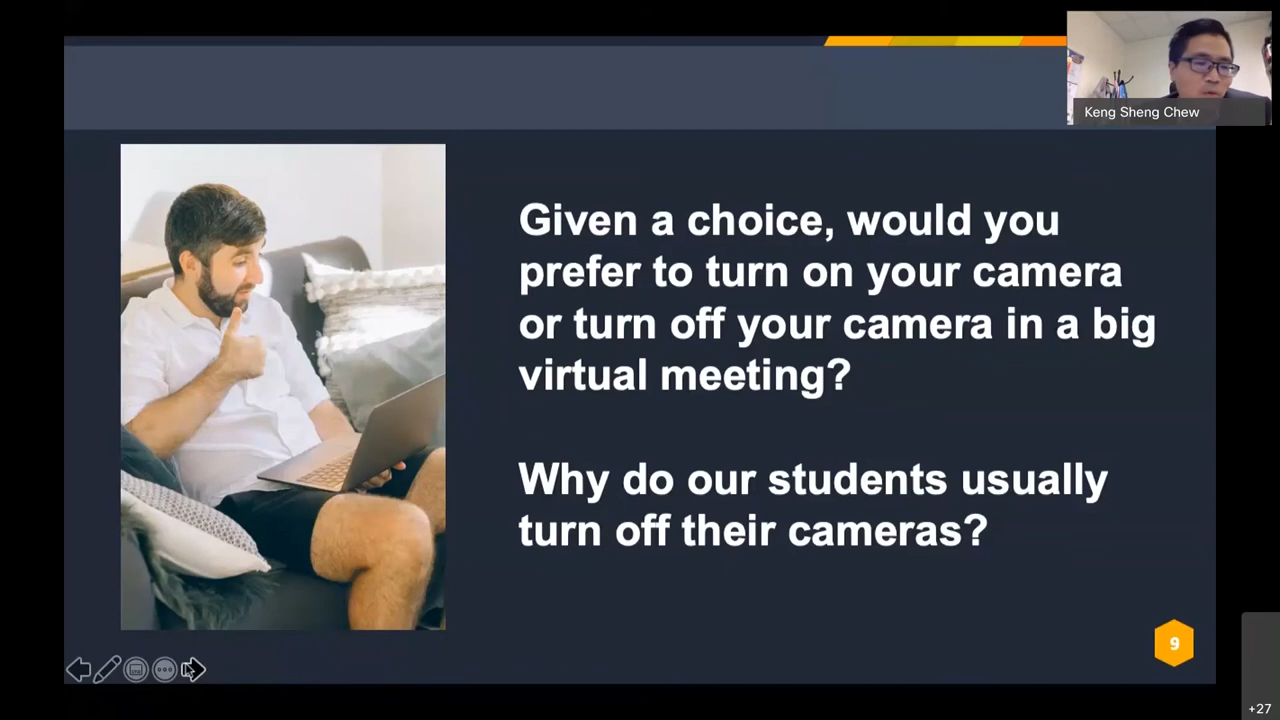 Keng Sheng Chew
Given a choice, would you
prefer to turn on your camera
or turn off your camera in a big
virtual meeting?
Why do our students usually
turn off their cameras?
9
+27